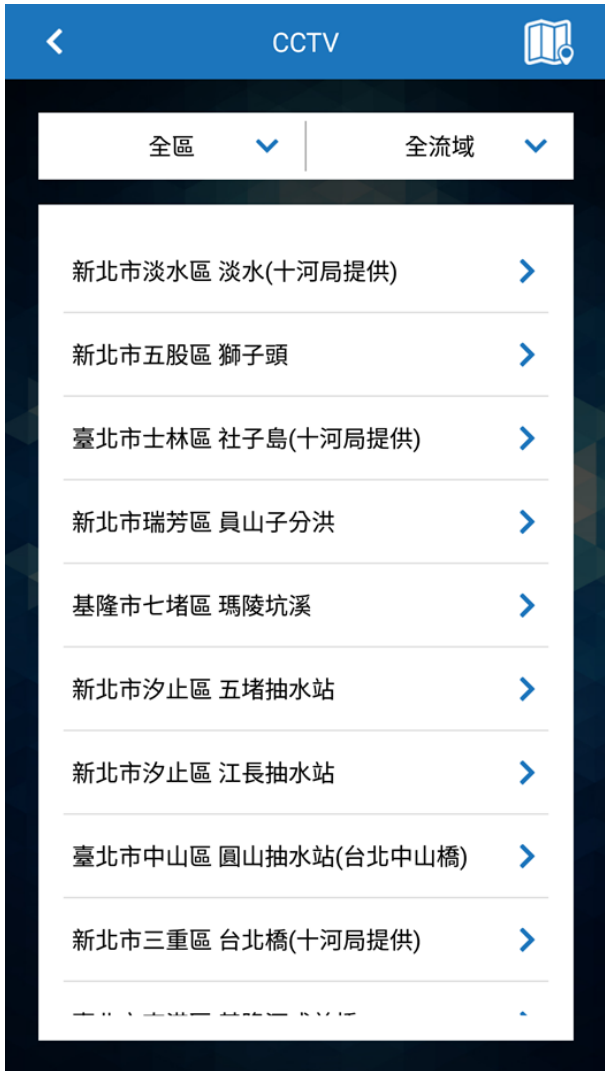 CCTV
全區
全流域
新北市淡水區 淡水(十河局提供)
新北市五股區 獅子頭
臺北市士林區 社子島(十河局提供)
新北市瑞芳區 員山子分洪
基隆市七堵區 瑪陵坑溪
新北市汐止區 五堵抽水站
新北市汐止區 江長抽水站
臺北市中山區 圓山抽水站(台北中山橋)
新北市三重區 台北橋(十河局提供)